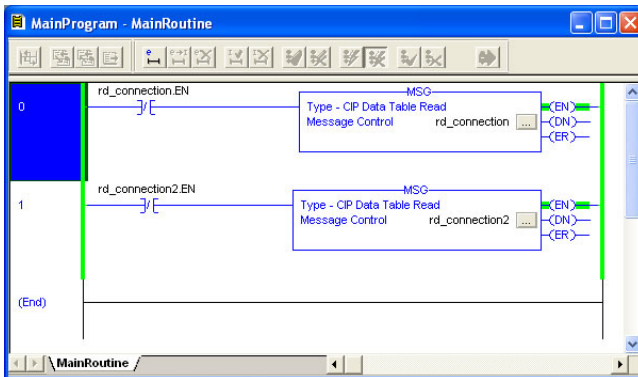 MainProgram - MainRoutine
0
rd_connection.EN
MSG
Type - CIP Data Table Read
Message Control rd_connection ...
EN
DN
ER
1
rd_connection2.EN
MSG
Type - CIP Data Table Read
Message Control rd_connection2 ...
EN
DN
ER
(End)
MainRoutine